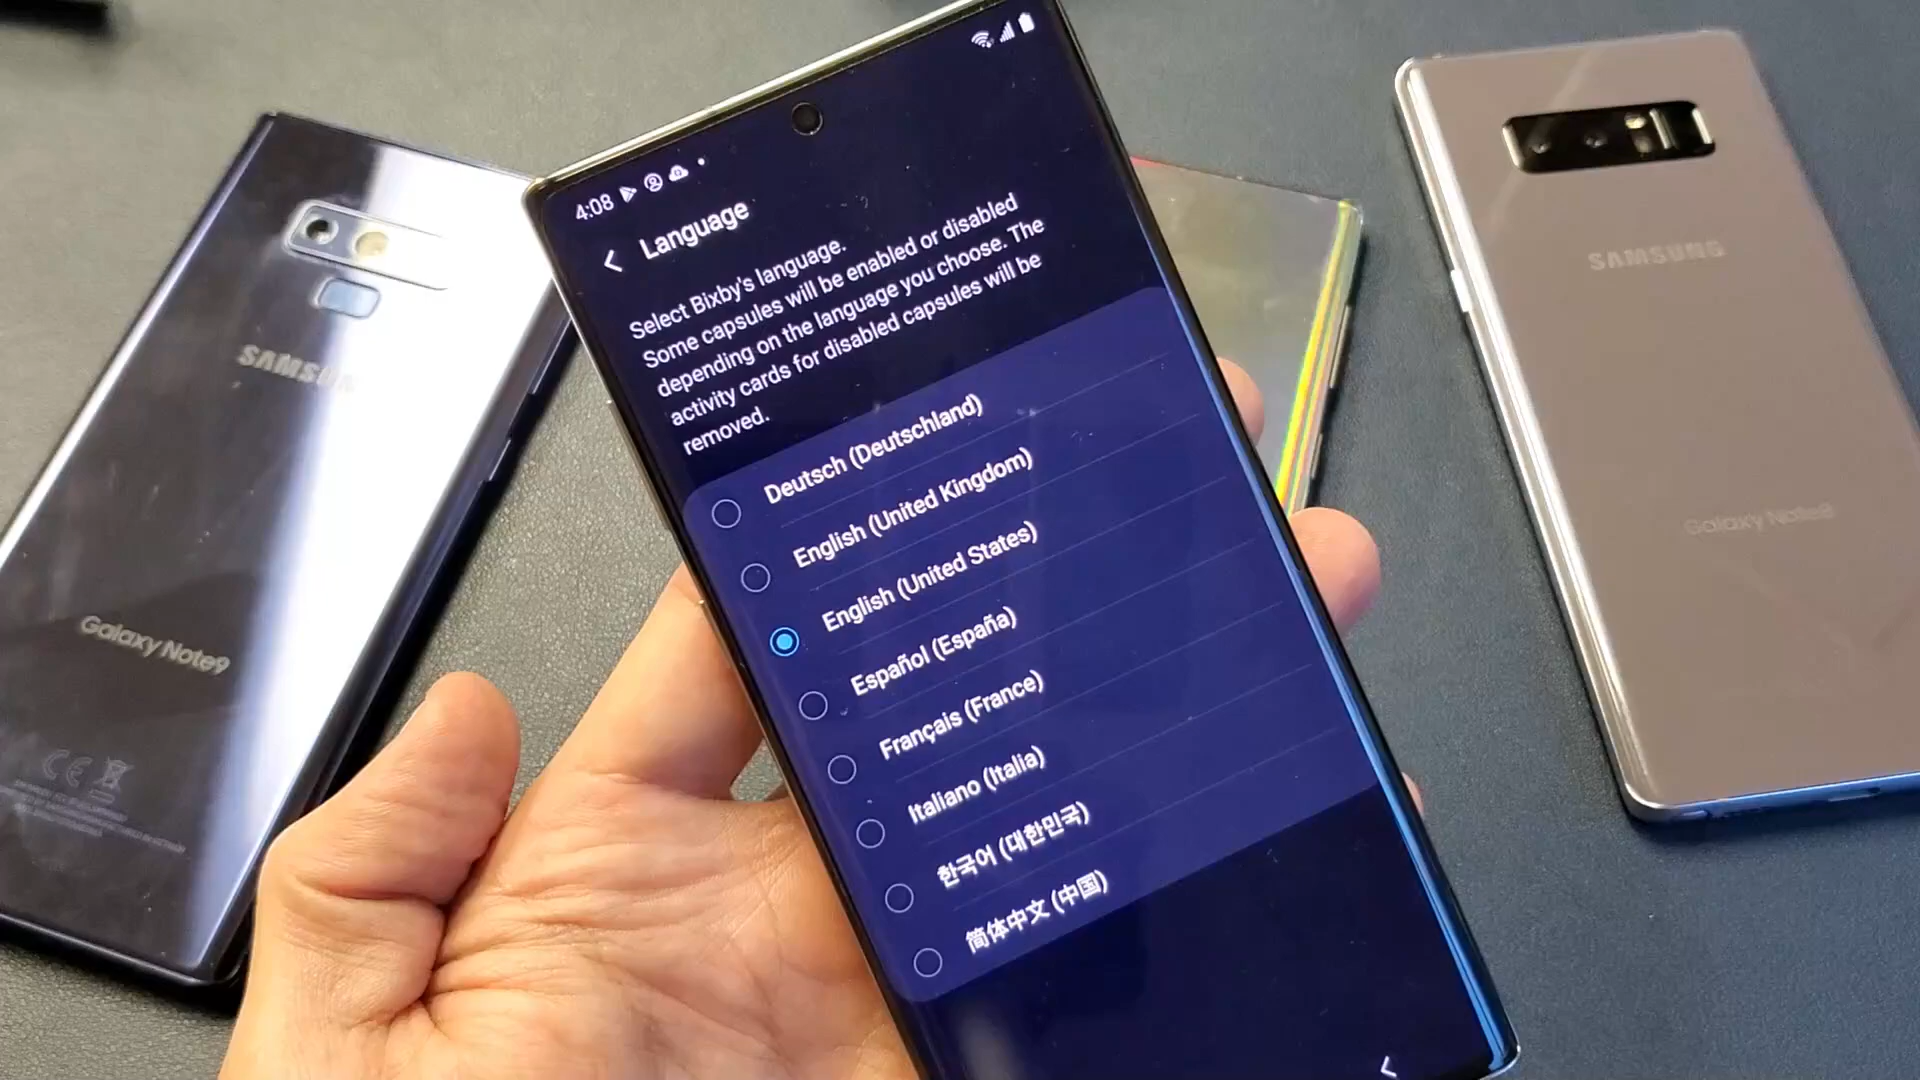 4:08
Language
Select Bixby's language.
Some capsules will be enabled or disabled
depending on the language you choose. The
activity cards for disabled capsules will be
removed.
Deutsch (Deutschland)
English (United Kingdom)
English (United States)
Español (España)
Français (France)
Italiano (Italia)
한국어 (대한민국)
简体中文 (中国)
SAMSUNG
Galaxy Note9
CE
SAMSUNG
Galaxy Note8